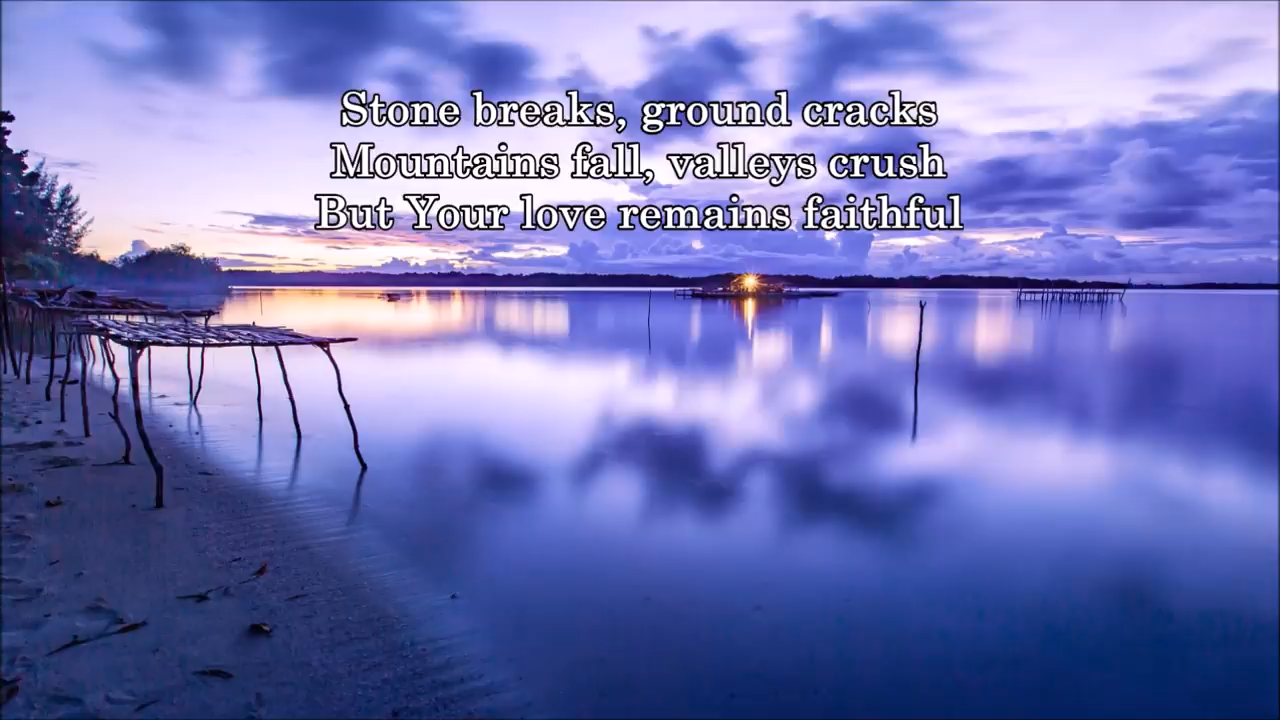 Stone breaks, ground cracks
Mountains fall, valleys crush
But Your love remains faithful